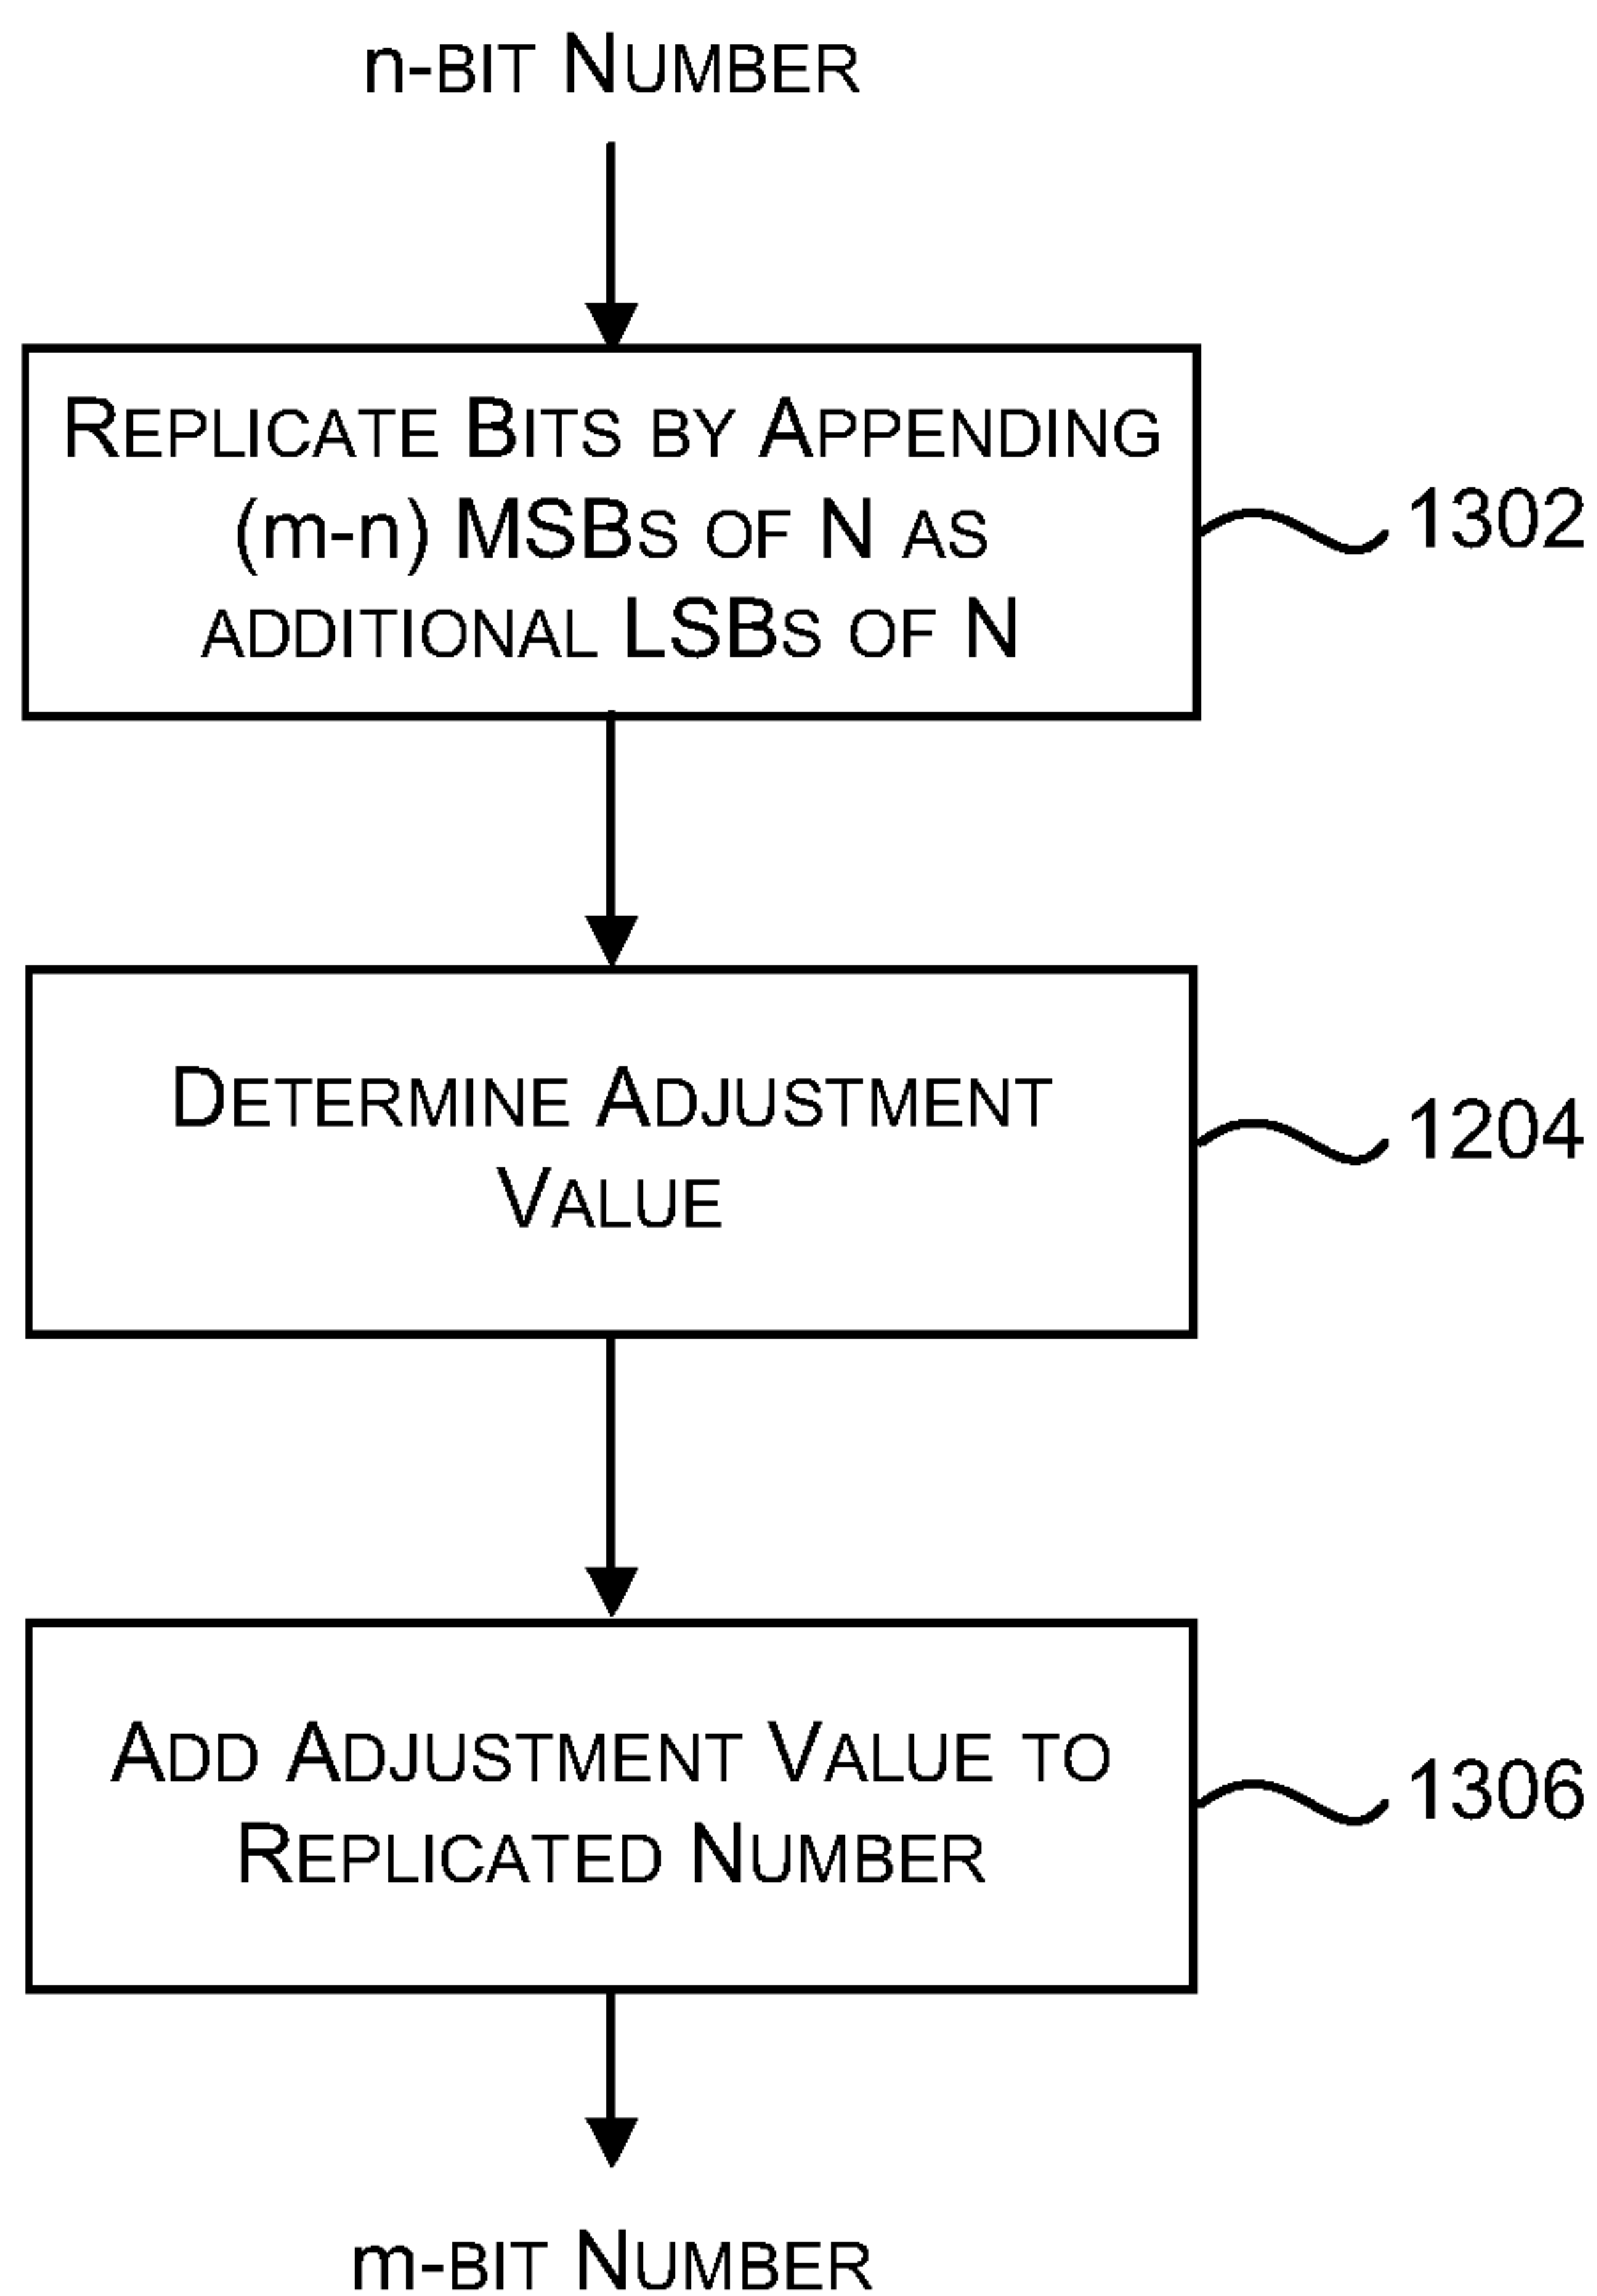 n-BIT NUMBER
REPLICATE BITS BY APPENDING
(m-n) MSBS OF N AS
ADDITIONAL LSBS OF N
1302
DETERMINE ADJUSTMENT
VALUE
1204
ADD ADJUSTMENT VALUE TO
REPLICATED NUMBER
1306
m-BIT NUMBER